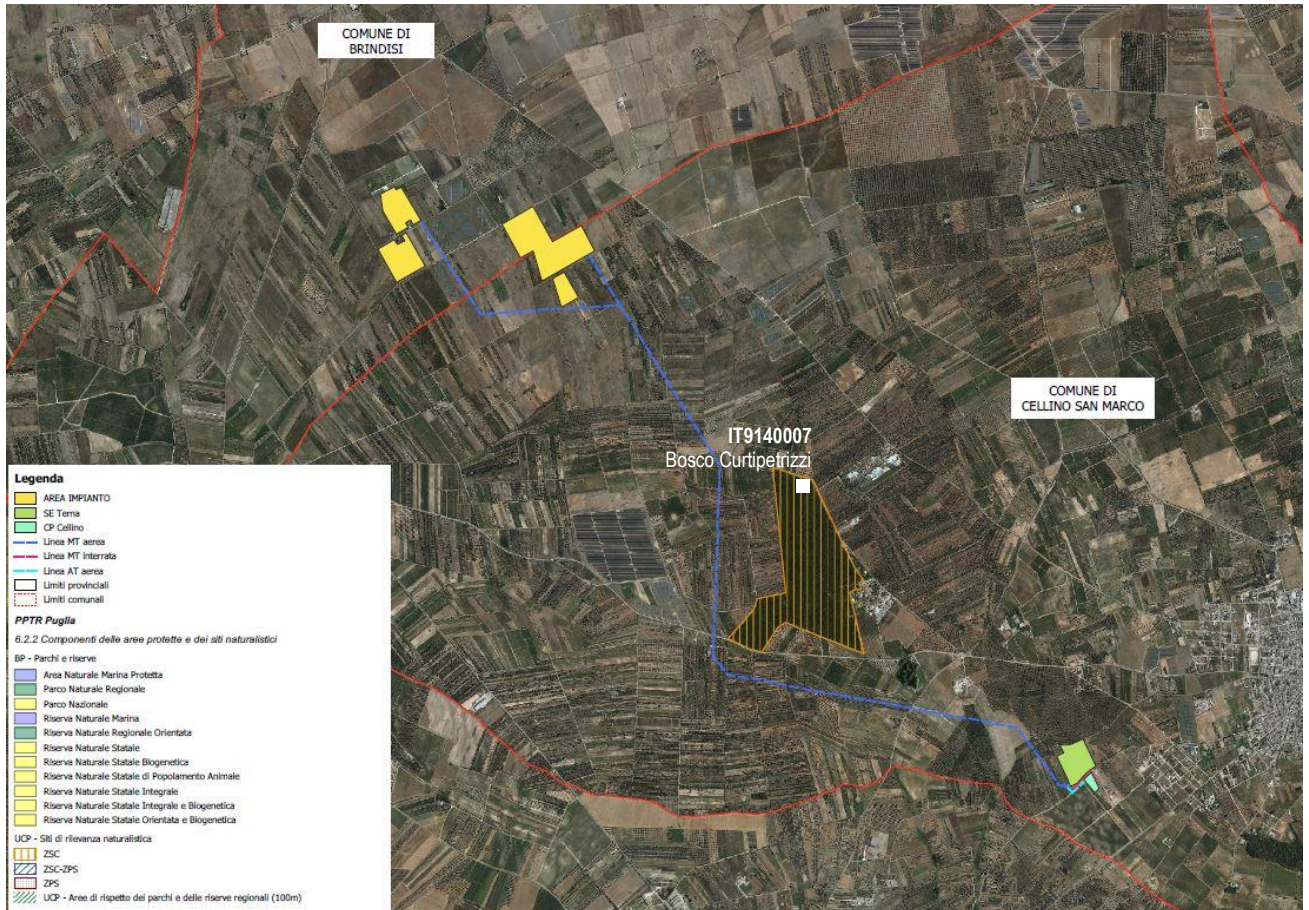 COMUNE DI
BRINDISI
COMUNE DI
CELLINO SAN MARCO
IT9140007
Bosco Curtipetrizzi
Legenda
AREA IMPIANTO
SE Terna
CP Cellino
Linea MT aerea
Linea MT interrata
Linea AT aerea
Limiti provinciali
Limiti comunali
PPTR Puglia
6.2.2 Componenti delle aree protette e dei siti naturalistici
BP - Parchi e riserve
Area Naturale Marina Protetta
Parco Naturale Regionale
Parco Nazionale
Riserva Naturale Marina
Riserva Naturale Regionale Orientata
Riserva Naturale Statale
Riserva Naturale Statale Biogenetica
Riserva Naturale Statale di Popolamento Animale
Riserva Naturale Statale Integrale
Riserva Naturale Statale Integrale e Biogenetica
Riserva Naturale Statale Orientata e Biogenetica
UCP - Siti di rilevanza naturalistica
ZSC
ZSC-ZPS
ZPS
UCP - Aree di rispetto dei parchi e delle riserve regionali (100m)